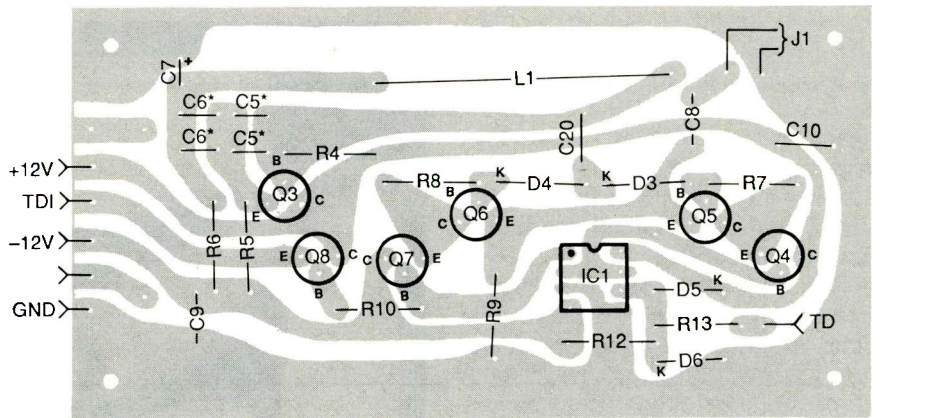 J1
C7 +
L1
C6* C5*
C8
C6* C5*
C20
C10
B R4
+12V
K K
R8 D4 D3 R7
B B
Q3 C
TDI
E
C Q6 E
E Q5 C
R6 R5
-12V
E Q8 C
C Q7 E
IC1
E Q4 C
B B B
D5 K
GND
C9
R10
R9
R13
TD
R12
K D6